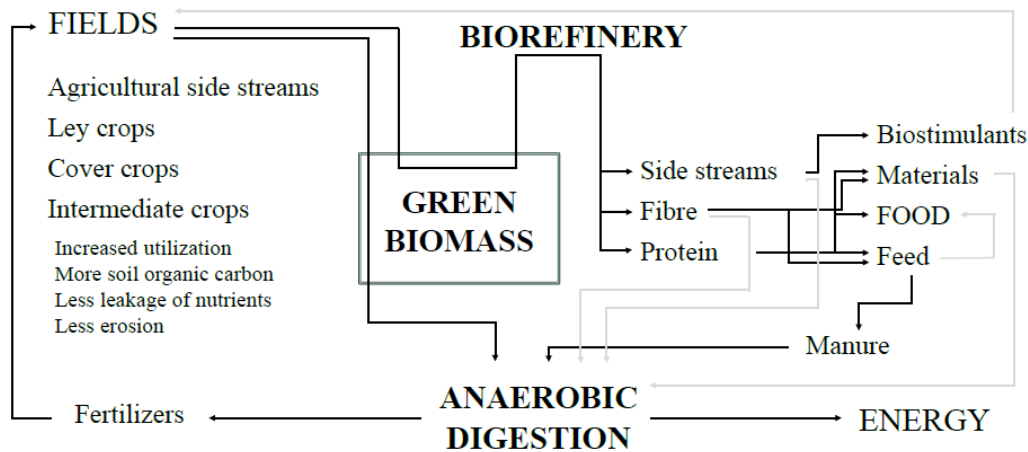 FIELDS
BIOREFINERY
Agricultural side streams
Ley crops
Cover crops
Intermediate crops
Increased utilization
More soil organic carbon
Less leakage of nutrients
Less erosion
GREEN
BIOMASS
Side streams
Fibre
Protein
Biostimulants
Materials
FOOD
Feed
Manure
Fertilizers
ANAEROBIC
DIGESTION
ENERGY